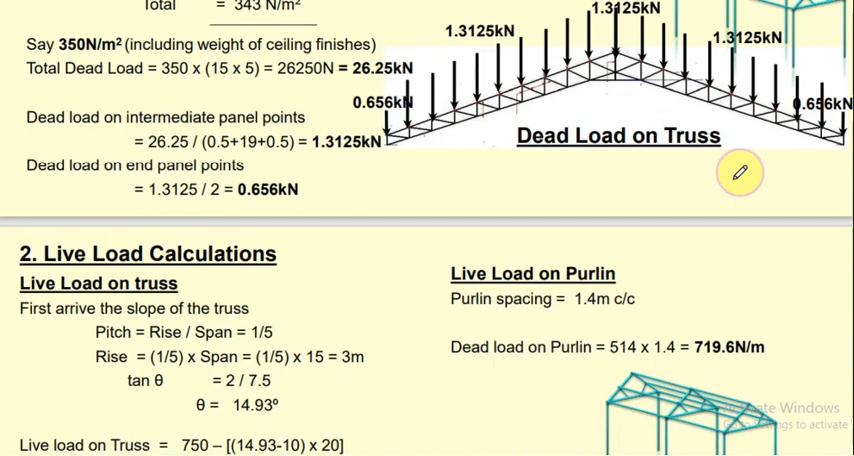 Total = 343 N/m²
Say 350N/m² (including weight of ceiling finishes)
Total Dead Load = 350 x (15 x 5) = 26250N = 26.25kN
Dead load on intermediate panel points
= 26.25 / (0.5+19+0.5) = 1.3125kN
Dead load on end panel points
= 1.3125 / 2 = 0.656kN
1.3125kN
1.3125kN
1.3125kN
0.656kN
0.656kN
Dead Load on Truss
2. Live Load Calculations
Live Load on truss
First arrive the slope of the truss
Pitch = Rise / Span = 1/5
Rise = (1/5) x Span = (1/5) x 15 = 3m
tan θ = 2 / 7.5
θ = 14.93º
Live load on Truss = 750 – [(14.93-10) x 20]
Live Load on Purlin
Purlin spacing = 1.4m c/c
Dead load on Purlin = 514 x 1.4 = 719.6N/m
ate Windows
ngs to activate